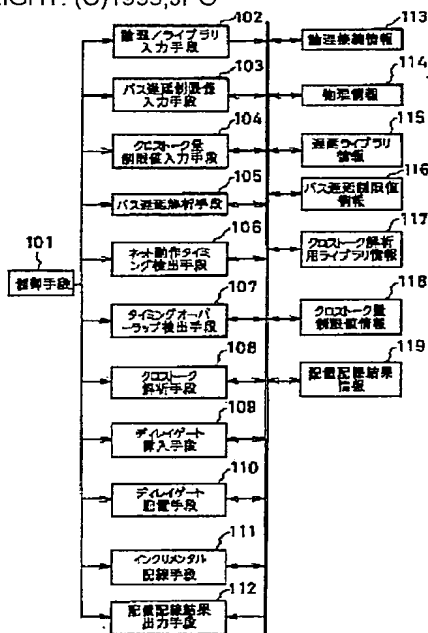 RIGHT: (C)1995,JPO
102
論理/ライブラリ
入力手段
103
パス遅延制限値
入力手段
104
クロストーク量
制限値入力手段
105
パス遅延解析手段
106
ネット動作タイミ
ング検出手段
101
制御手段
107
タイミングオーバ
ーラップ検出手段
108
クロストーク
解析手段
109
ディレイゲート
挿入手段
110
ディレイゲート
配置手段
111
インクリメンタル
配線手段
112
配置配線結果
出力手段
113
論理接続情報
114
物理情報
115
遅延ライブラリ
情報
116
パス遅延制限値
情報
117
クロストーク解析
用ライブラリ情報
118
クロストーク量
制限値情報
119
配置配線結果
情報